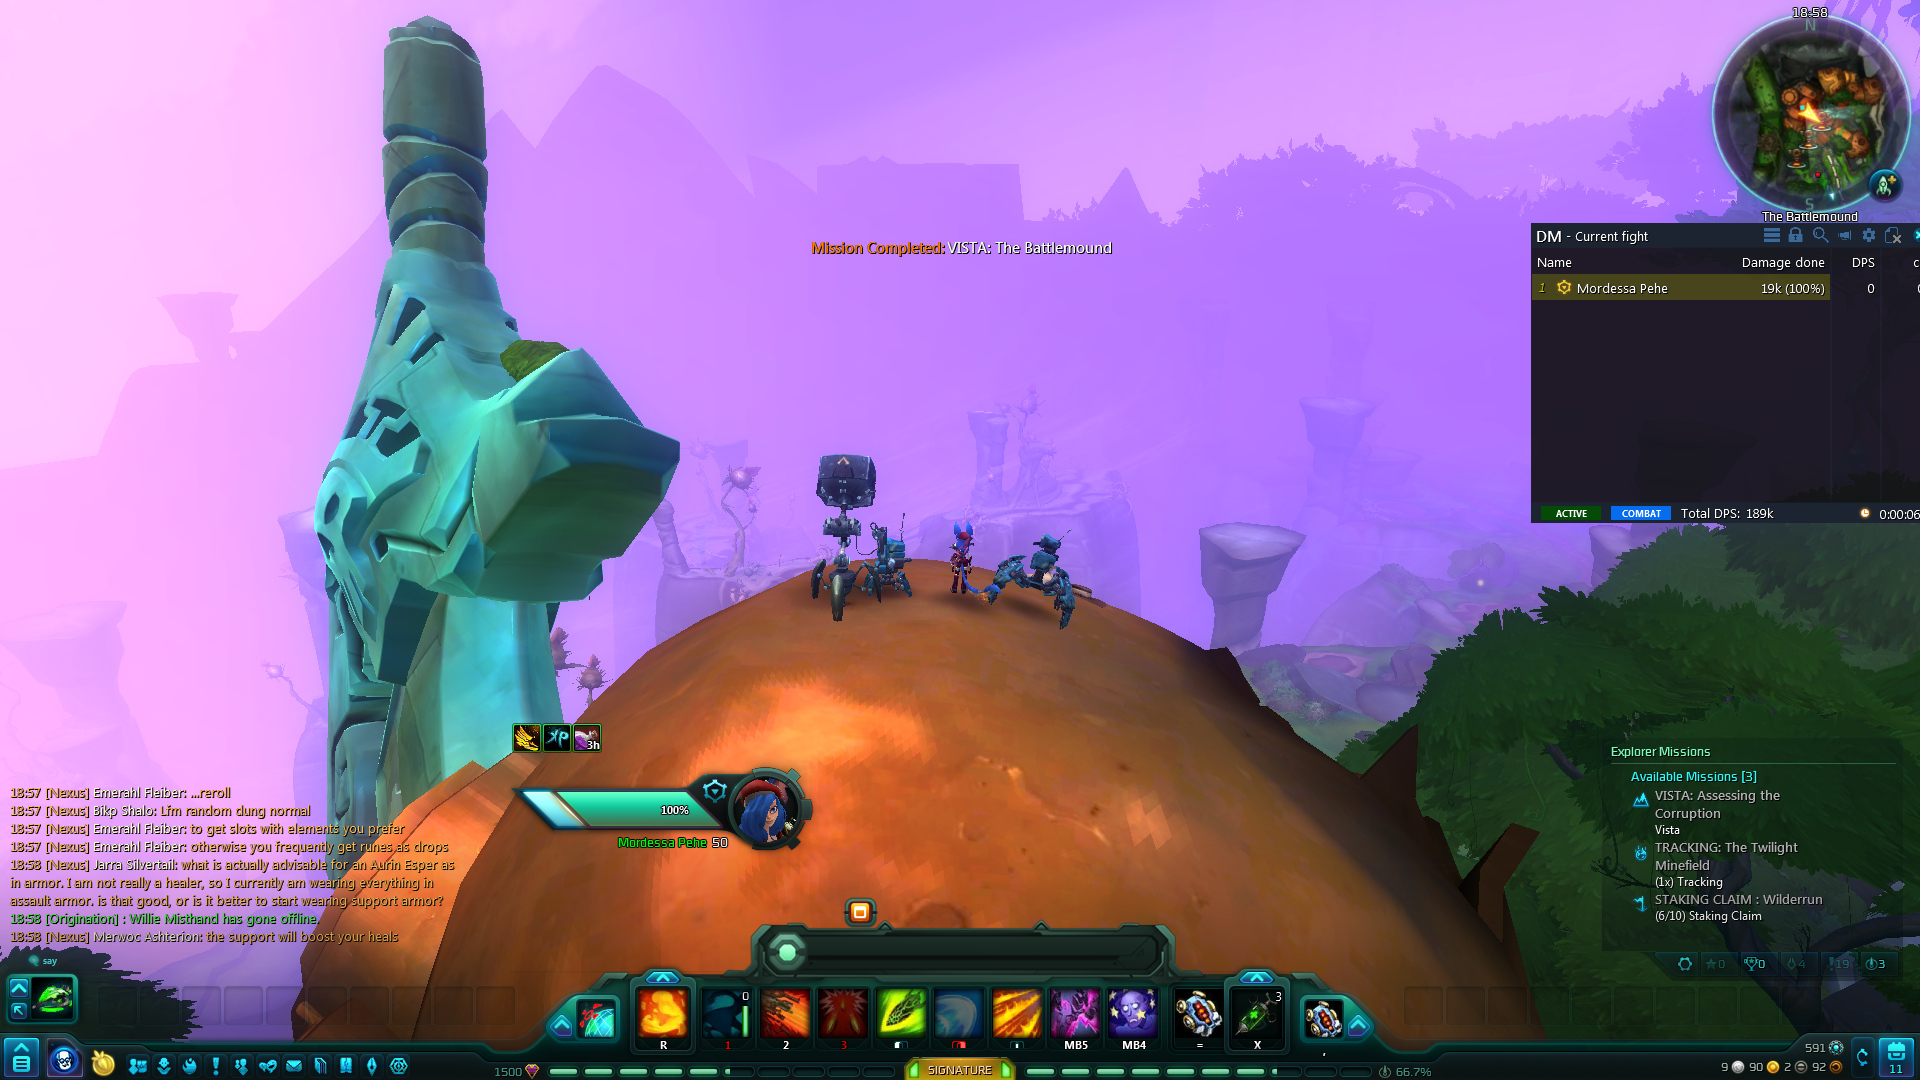 18:58
N
S
The Battlemound
Mission Completed: VISTA: The Battlemound
DM - Current fight
Name Damage done DPS
1 Mordessa Pehe 19k (100%) 0
ACTIVE COMBAT Total DPS: 189k 0:00:06
Explorer Missions
Available Missions [3]
VISTA: Assessing the
Corruption
Vista
TRACKING: The Twilight
Minefield
(1x) Tracking
STAKING CLAIM : Wilderrun
(6/10) Staking Claim
0 0 4 19 3
XP 3h
100%
Mordessa Pehe 50
18:57 [Nexus] Emerahl Fleiber: ...reroll
18:57 [Nexus] Bikp Shalo: Lfm random dung normal
18:57 [Nexus] Emerahl Fleiber: to get slots with elements you prefer
18:57 [Nexus] Emerahl Fleiber: otherwise you frequently get runes as drops
18:58 [Nexus] Jarra Silvertail: what is actually advisable for an Aurin Esper as
in armor. I am not really a healer, so I currently am wearing everything in
assault armor. is that good, or is it better to start wearing support armor?
18:58 [Origination] : Willie Misthand has gone offline.
18:58 [Nexus] Merwoc Ashterion: the support will boost your heals
say
0 3
R 1 2 3 MB5 MB4 = X ,
1500 SIGNATURE 66.7%
591
9 90 2 92
11